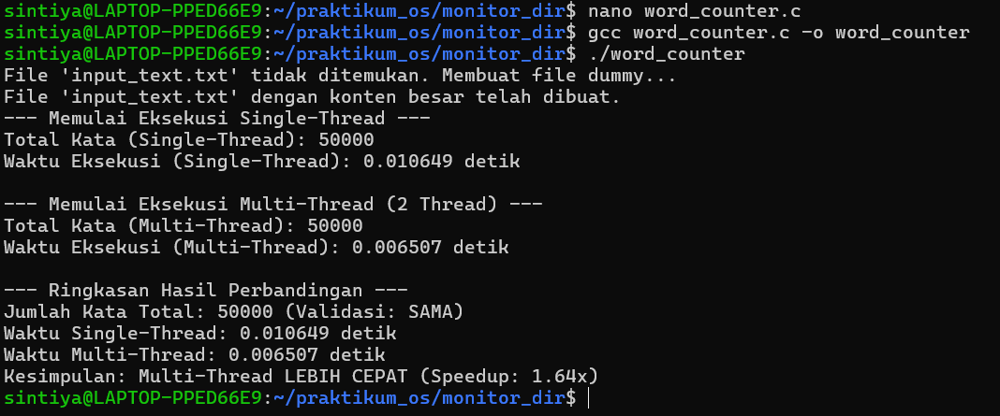 sintiya@LAPTOP-PPED66E9:~/praktikum_os/monitor_dir$ nano word_counter.c
sintiya@LAPTOP-PPED66E9:~/praktikum_os/monitor_dir$ gcc word_counter.c -o word_counter
sintiya@LAPTOP-PPED66E9:~/praktikum_os/monitor_dir$ ./word_counter
File 'input_text.txt' tidak ditemukan. Membuat file dummy...
File 'input_text.txt' dengan konten besar telah dibuat.
--- Memulai Eksekusi Single-Thread ---
Total Kata (Single-Thread): 50000
Waktu Eksekusi (Single-Thread): 0.010649 detik

--- Memulai Eksekusi Multi-Thread (2 Thread) ---
Total Kata (Multi-Thread): 50000
Waktu Eksekusi (Multi-Thread): 0.006507 detik

--- Ringkasan Hasil Perbandingan ---
Jumlah Kata Total: 50000 (Validasi: SAMA)
Waktu Single-Thread: 0.010649 detik
Waktu Multi-Thread: 0.006507 detik
Kesimpulan: Multi-Thread LEBIH CEPAT (Speedup: 1.64x)
sintiya@LAPTOP-PPED66E9:~/praktikum_os/monitor_dir$